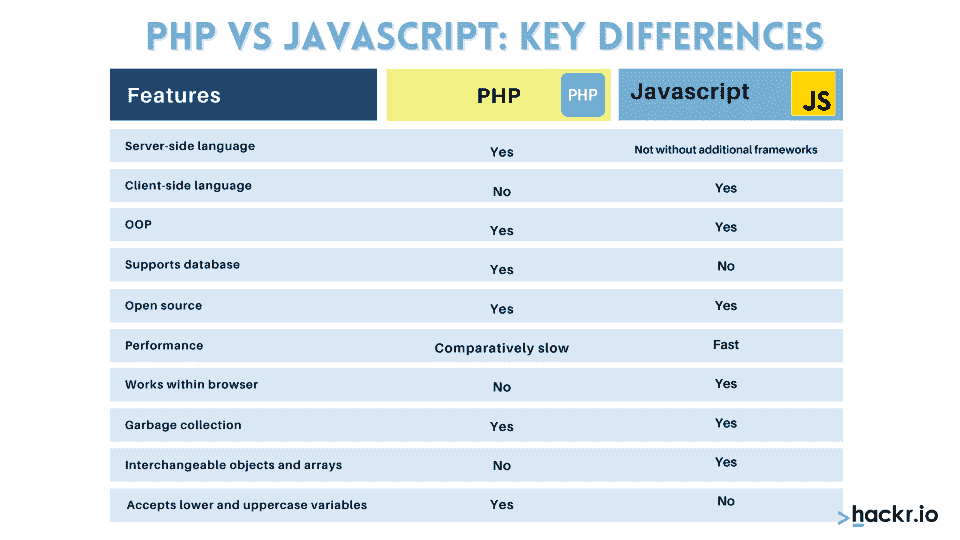 PHP VS JAVASCRIPT: KEY DIFFERENCES
Features PHP PHP Javascript JS
Server-side language Yes Not without additional frameworks
Client-side language No Yes
OOP Yes Yes
Supports database Yes No
Open source Yes Yes
Performance Comparatively slow Fast
Works within browser No Yes
Garbage collection Yes Yes
Interchangeable objects and arrays No Yes
Accepts lower and uppercase variables Yes No
hackr.io